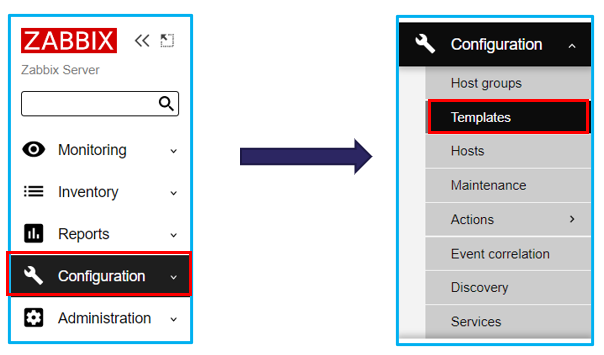 ZABBIX
Zabbix Server
Monitoring
Inventory
Reports
Configuration
Administration
Configuration
Host groups
Templates
Hosts
Maintenance
Actions
Event correlation
Discovery
Services